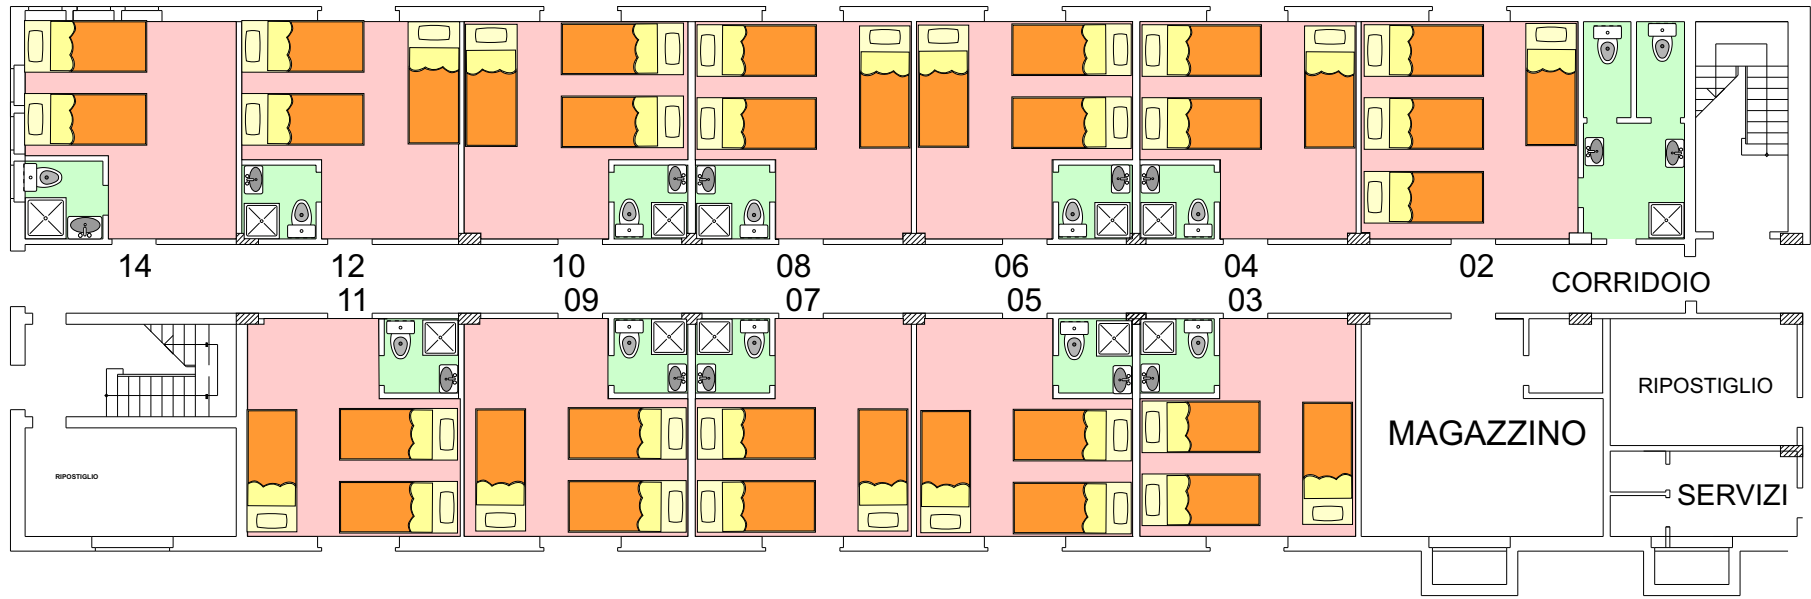 14 12 10 08 06 04 02
CORRIDOIO
11 09 07 05 03
RIPOSTIGLIO
MAGAZZINO
RIPOSTIGLIO
SERVIZI